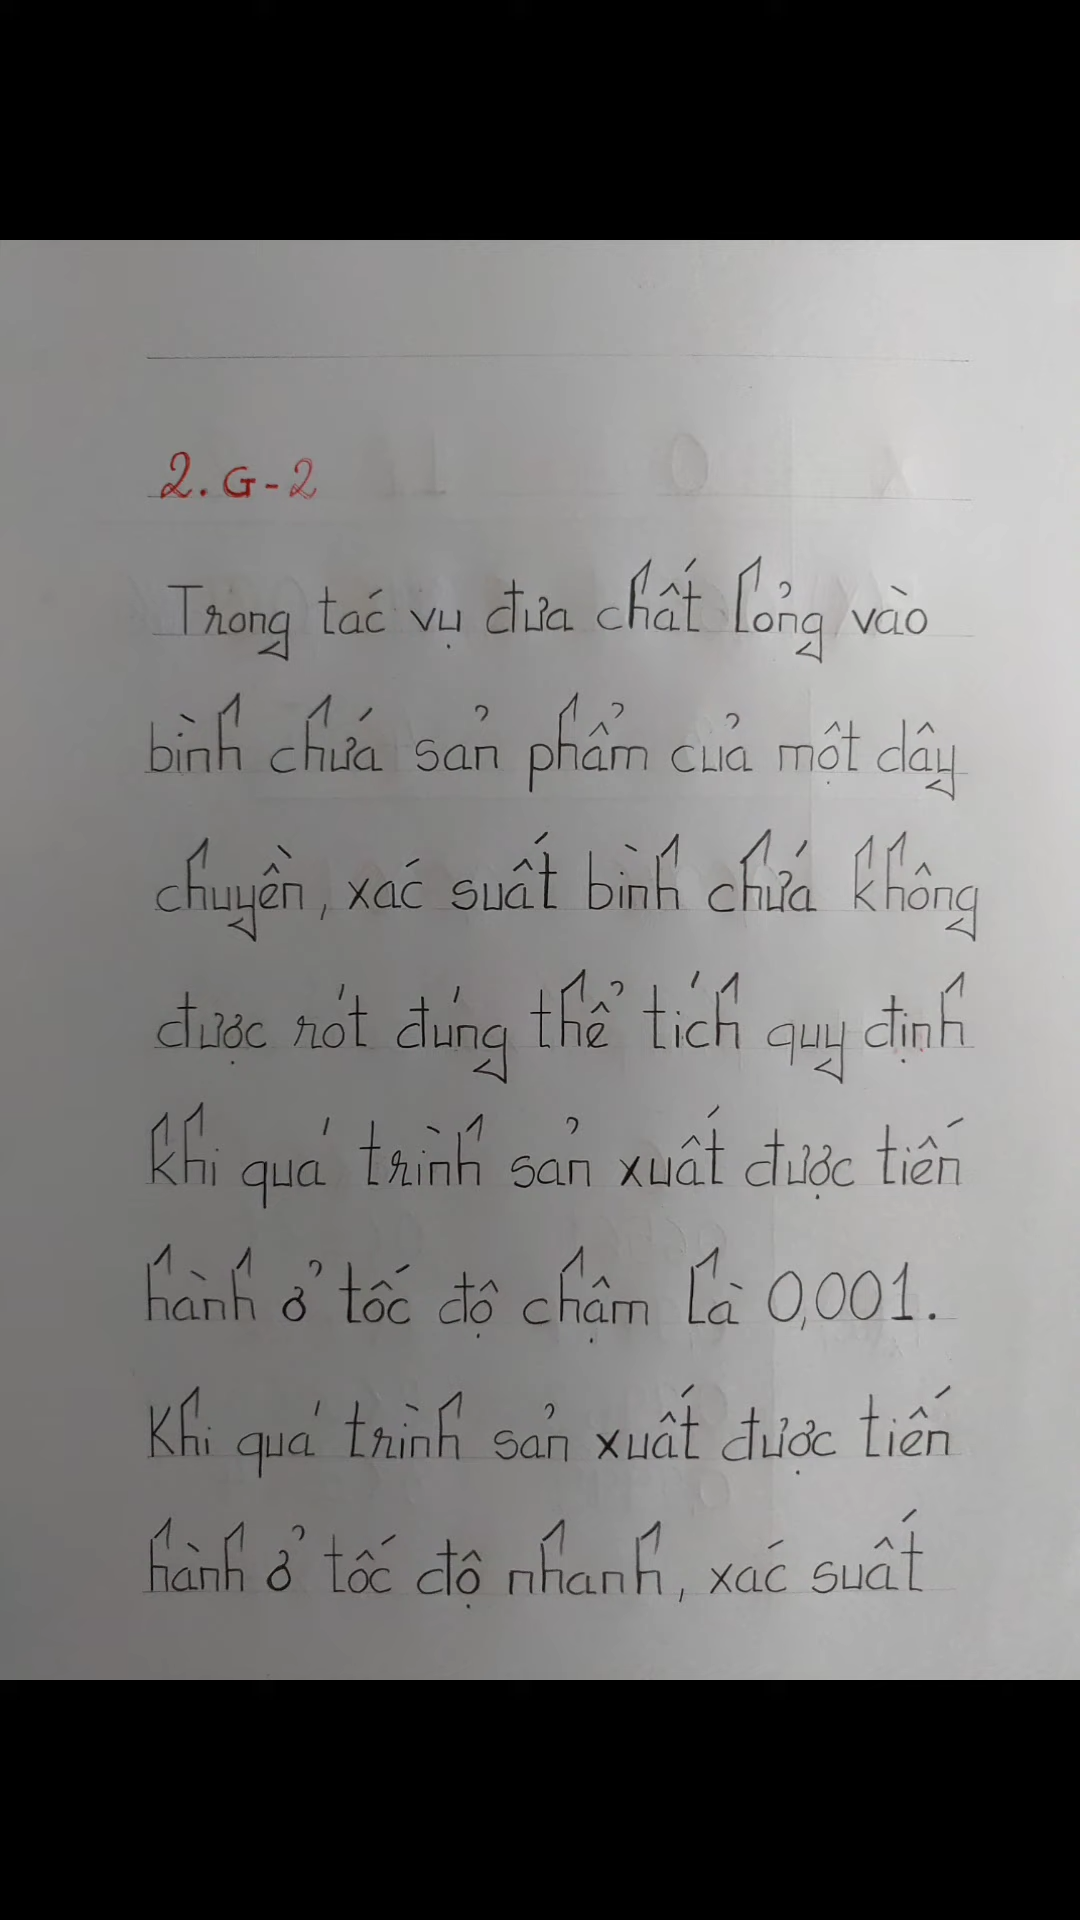 2.G-2
Trong tác vụ đưa chất lỏng vào
bình chứa sản phẩm của một dây
chuyền, xác suất bình chứa không
được rót đúng thể tích quy định
khi quá trình sản xuất được tiến
hành ở tốc độ chậm là 0,001.
Khi quá trình sản xuất được tiến
hành ở tốc độ nhanh, xác suất